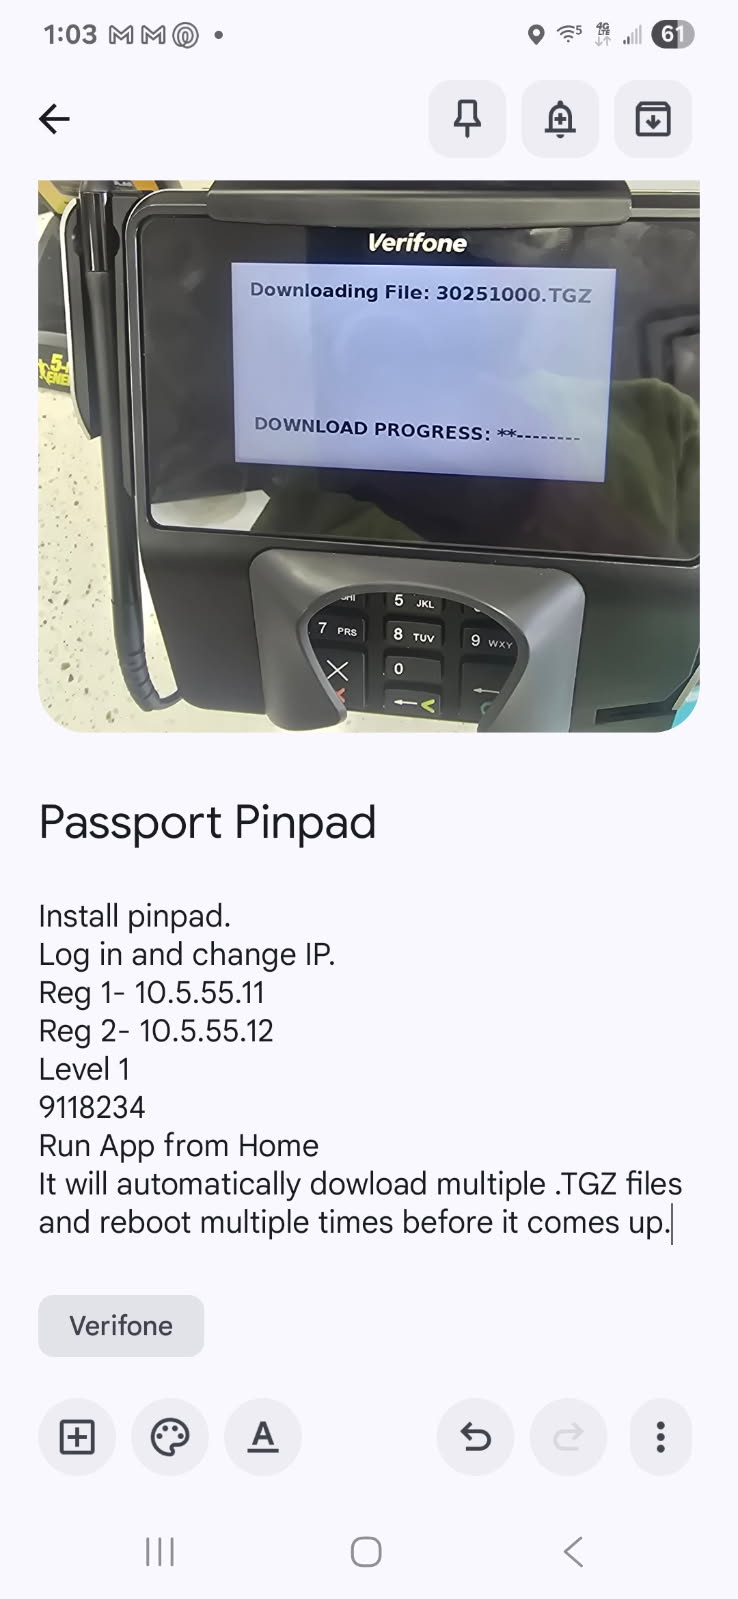 1:03
5
4G
LTE
61
Verifone
Downloading File: 30251000.TGZ
DOWNLOAD PROGRESS: **--------
5 JKL
7 PRS
8 TUV
9 WXY
0
Passport Pinpad
Install pinpad.
Log in and change IP.
Reg 1- 10.5.55.11
Reg 2- 10.5.55.12
Level 1
9118234
Run App from Home
It will automatically dowload multiple .TGZ files
and reboot multiple times before it comes up.
Verifone
A